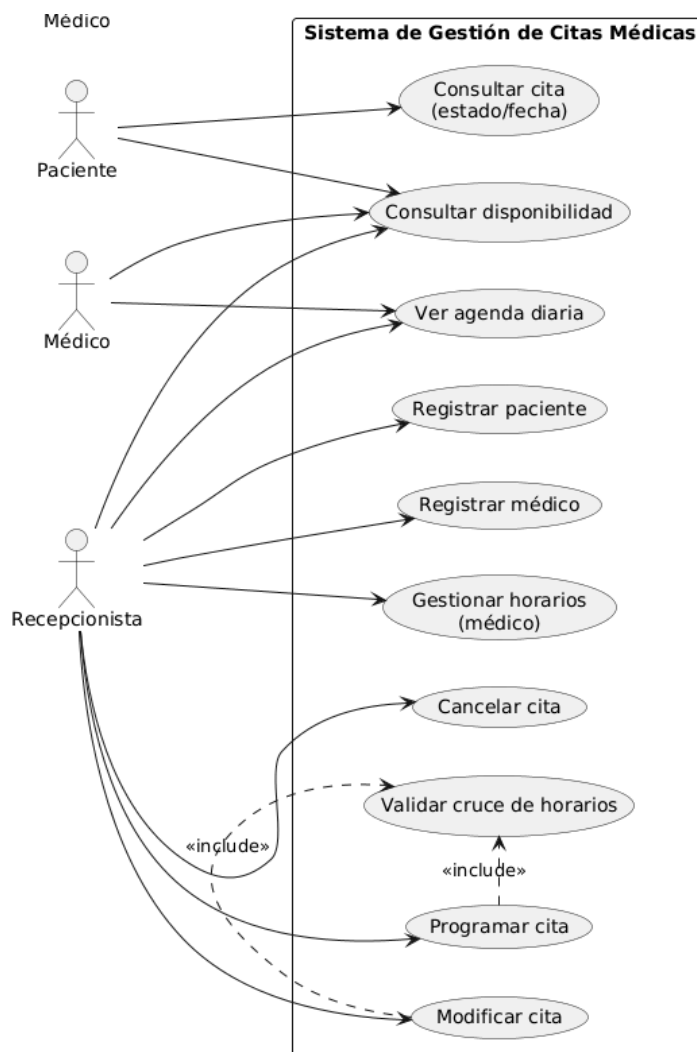 Médico
Sistema de Gestión de Citas Médicas
Consultar cita
(estado/fecha)
Paciente
Consultar disponibilidad
Médico
Ver agenda diaria
Registrar paciente
Registrar médico
Recepcionista
Gestionar horarios
(médico)
Cancelar cita
Validar cruce de horarios
«include»
«include»
Programar cita
Modificar cita